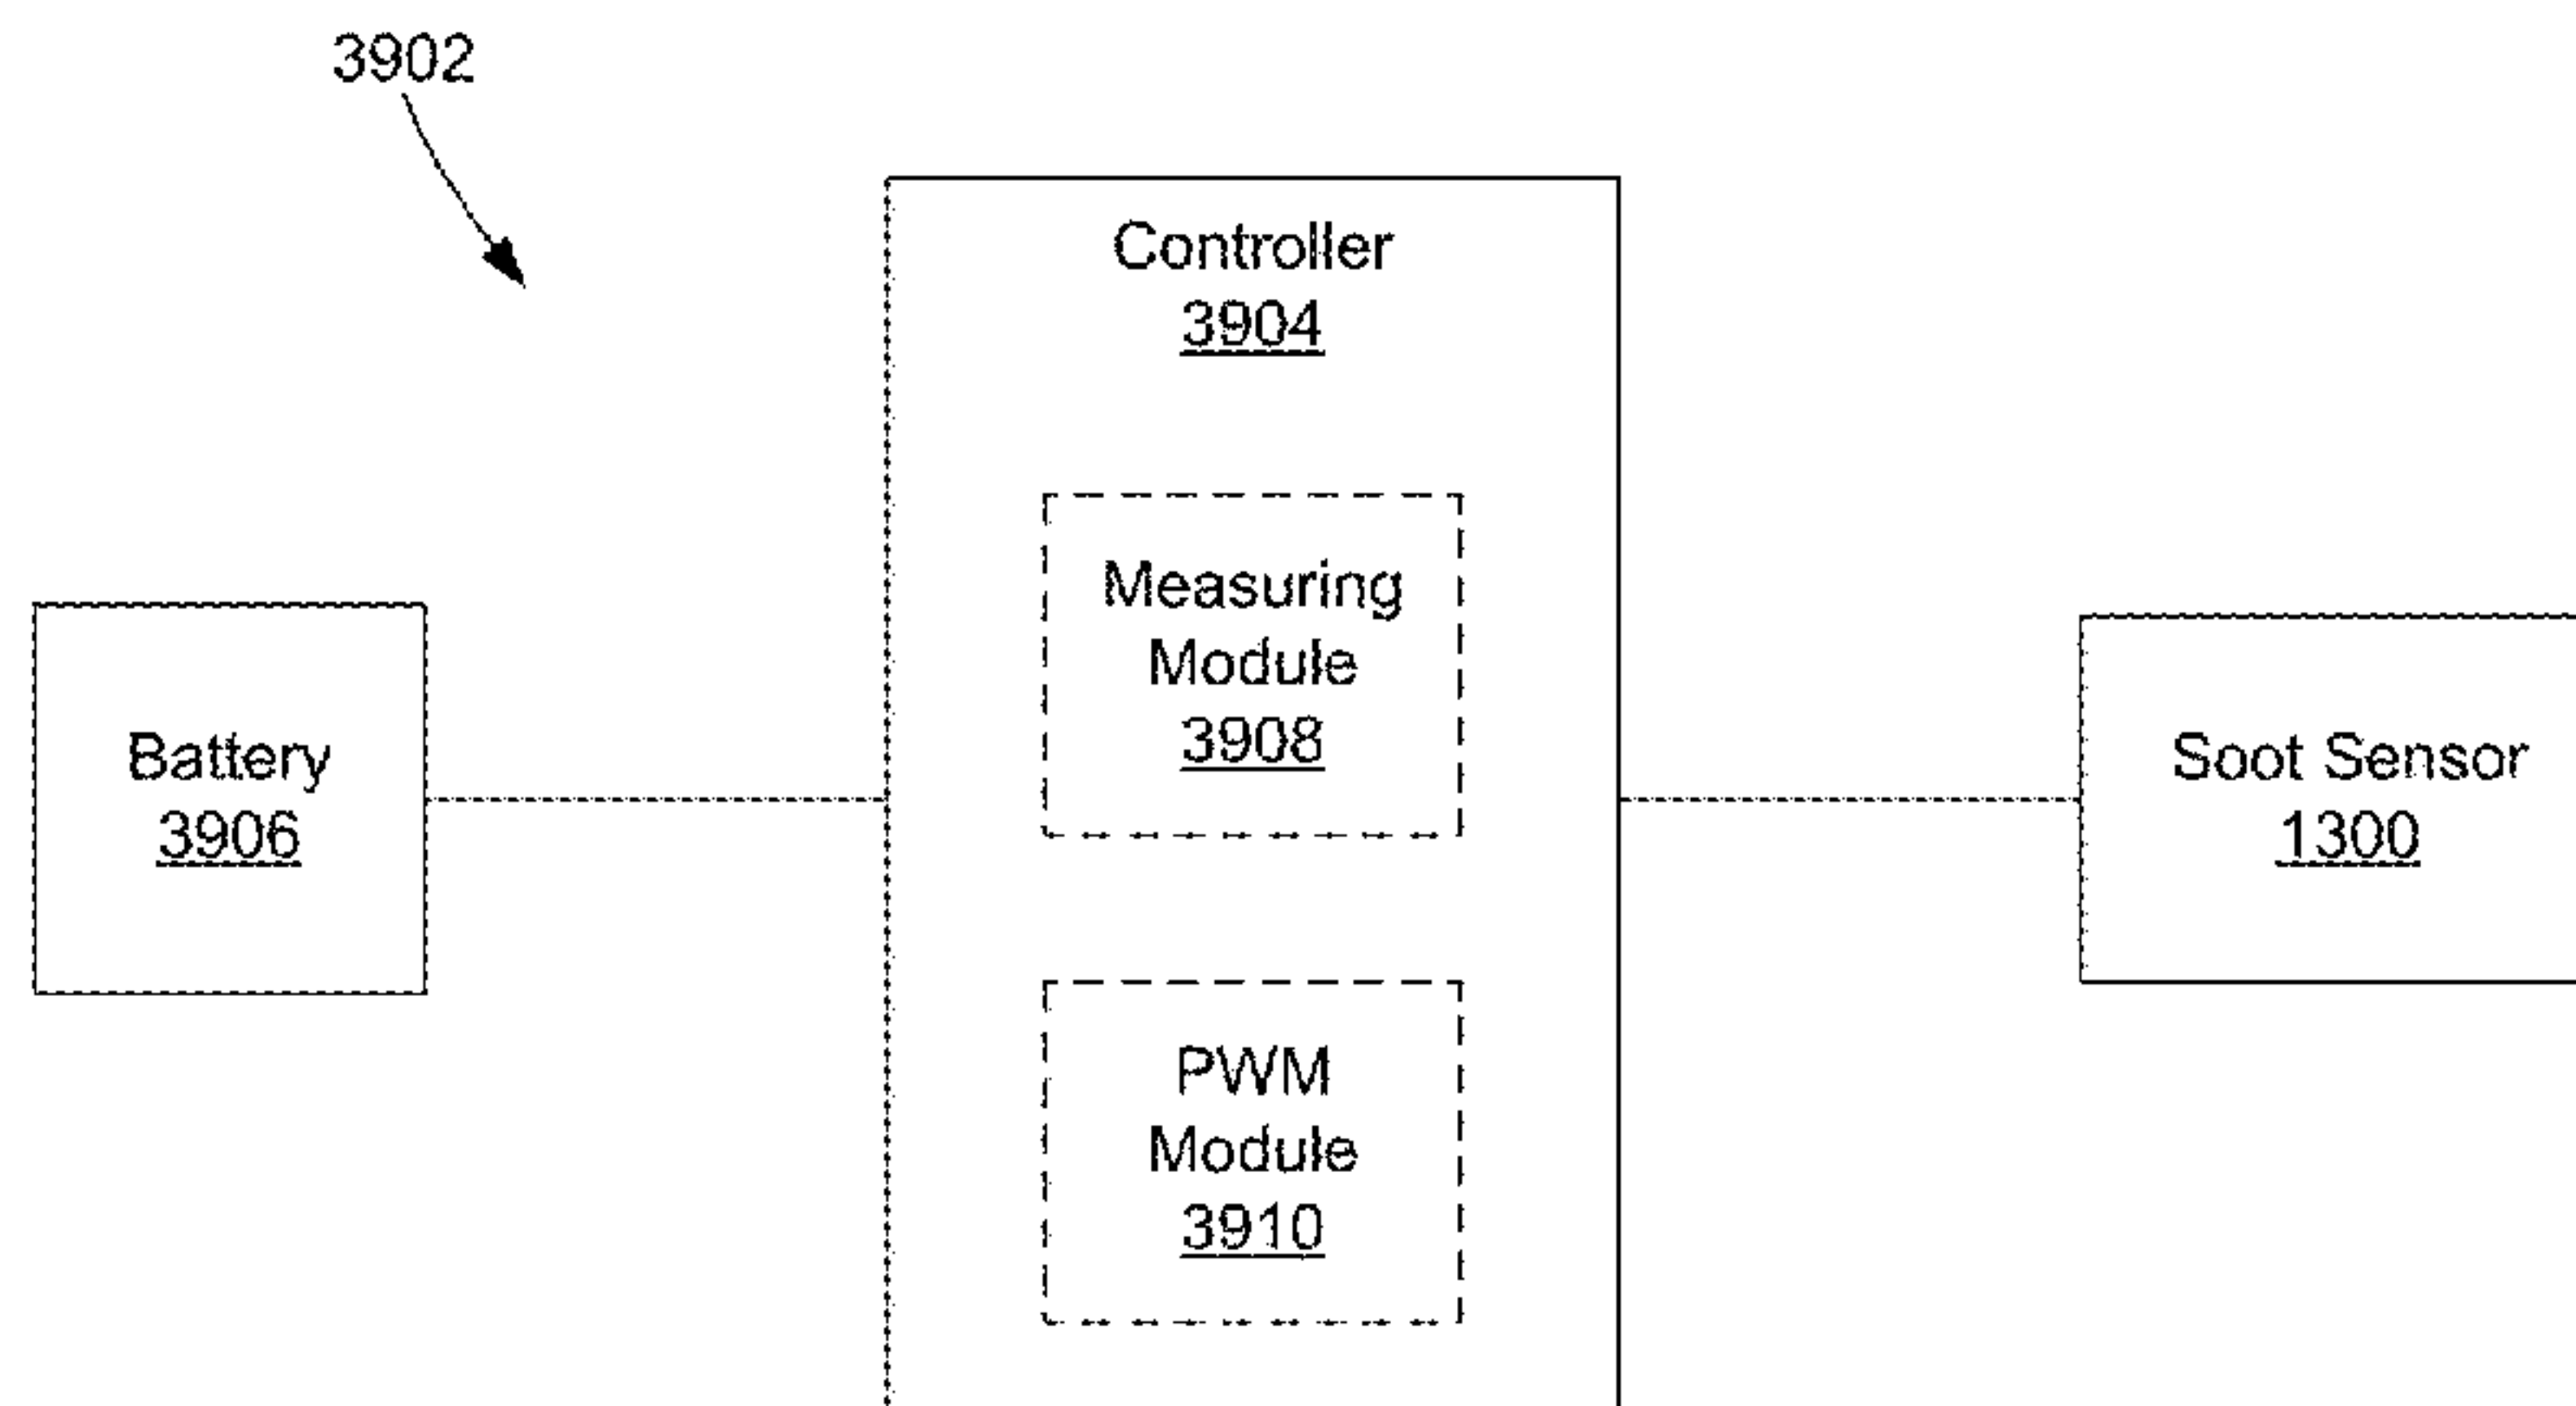 3902
Controller
3904
Measuring
Module
3908
Battery
3906
Soot Sensor
1300
PWM
Module
3910